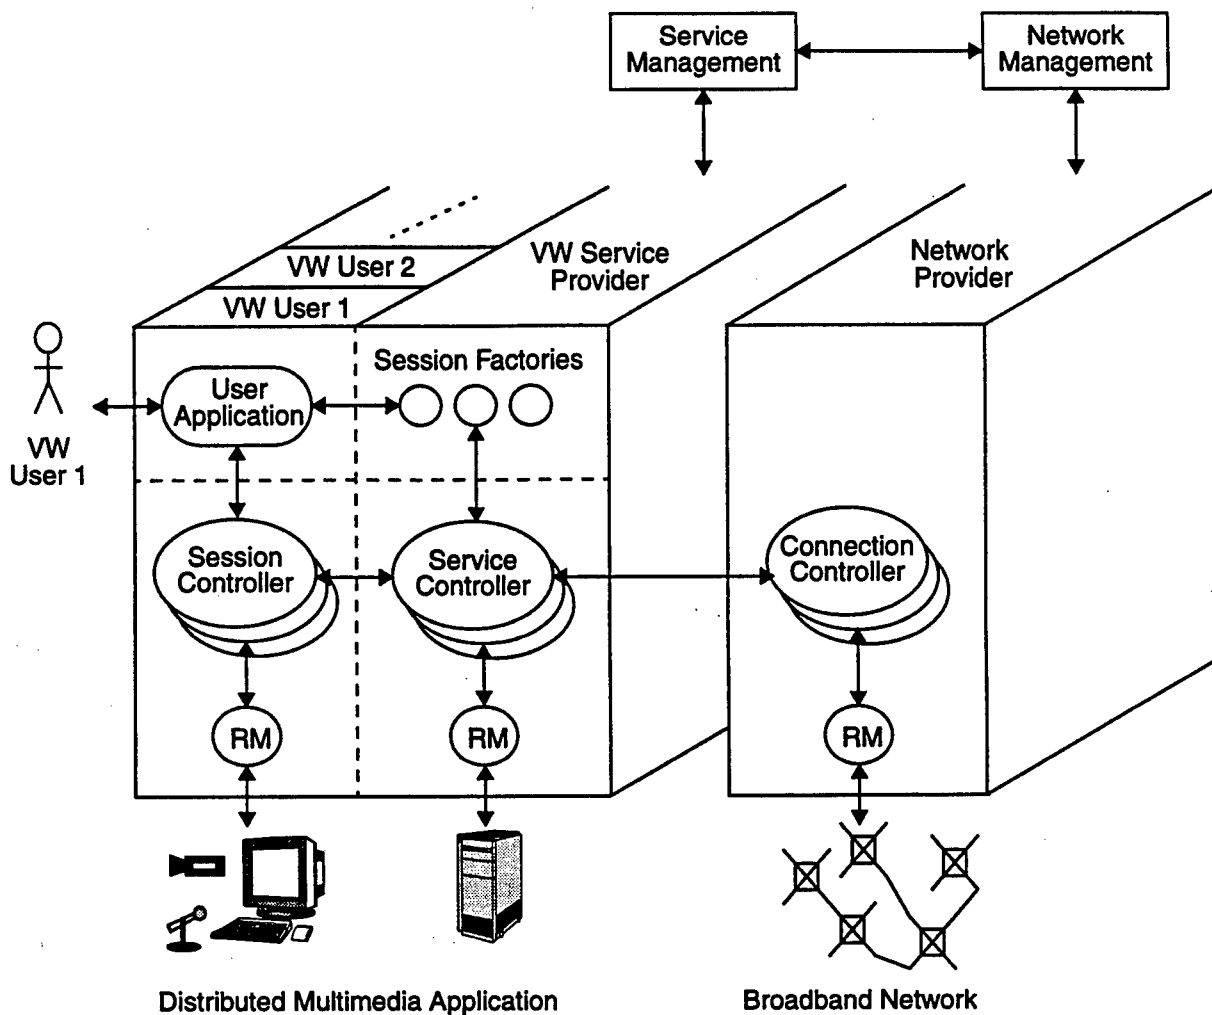 Service
Management
Network
Management
VW Service
Provider
Network
Provider
VW User 2
VW User 1
Session Factories
User
Application
VW
User 1
Session
Controller
Service
Controller
Connection
Controller
RM
RM
RM
Distributed Multimedia Application
Broadband Network